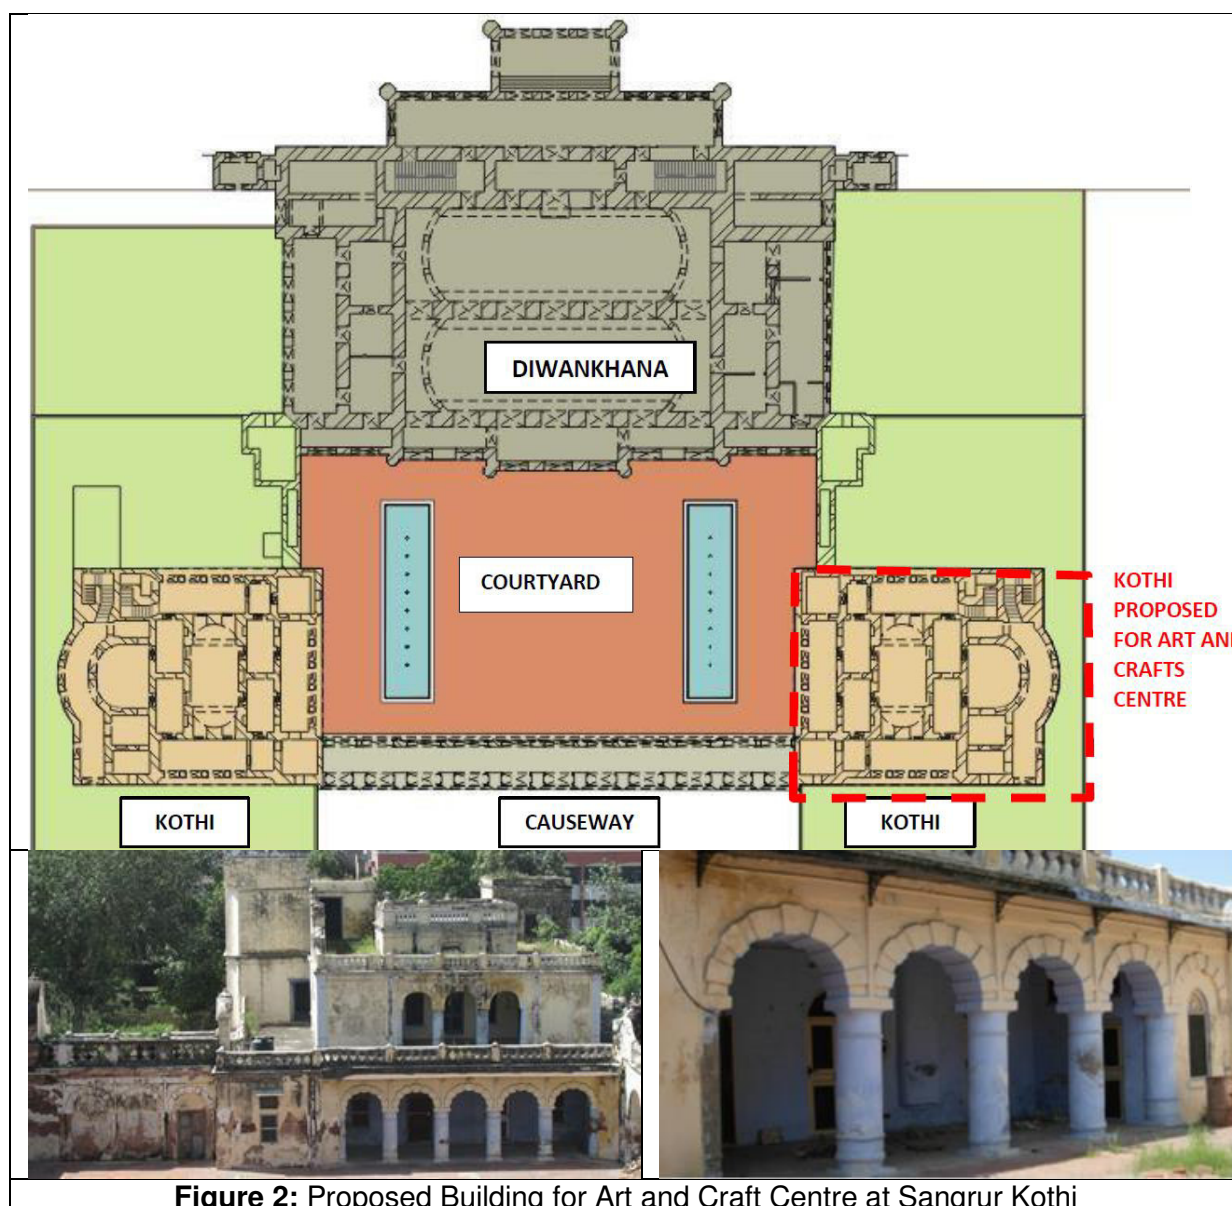 DIWANKHANA
COURTYARD
KOTHI
PROPOSED
FOR ART AN
CRAFTS
CENTRE
KOTHI
CAUSEWAY
KOTHI
Figure 2: Proposed Building for Art and Craft Centre at Sangrur Kothi